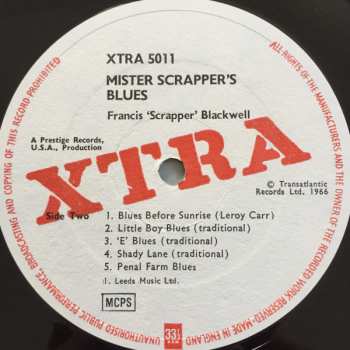 XTRA 5011
MISTER SCRAPPER'S
BLUES
Francis 'Scrapper' Blackwell
A Prestige Records,
U.S.A., Production
XTRA
© Transatlantic
Records Ltd. 1966
Side Two
1. Blues Before Sunrise (Leroy Carr)
2. Little Boy Blues (traditional)
3. 'E' Blues (traditional)
4. Shady Lane (traditional)
5. Penal Farm Blues
1. Leeds Music Ltd.
MCPS
33⅓
ALL RIGHTS OF THE MANUFACTURERS AND THE OWNER OF THE RECORDED WORK RESERVED-MADE IN ENGLAND-UNAUTHORISED PUBLIC PERFORMANCE, BROADCASTING AND COPYING OF THIS RECORD PROHIBITED